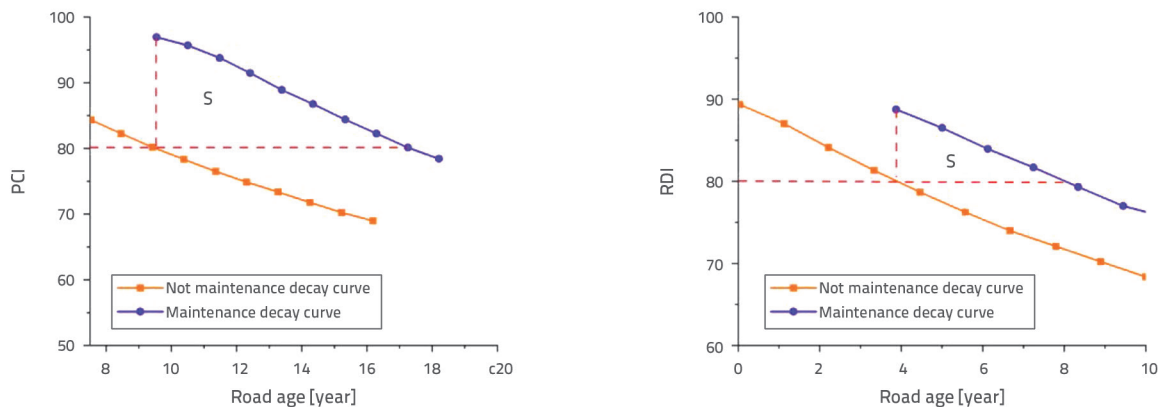 100
90
80
70
60
50
PCI
S
Not maintenance decay curve
Maintenance decay curve
8 10 12 14 16 18 c20
Road age [year]
100
90
80
70
60
RDI
S
Not maintenance decay curve
Maintenance decay curve
0 2 4 6 8 10
Road age [year]